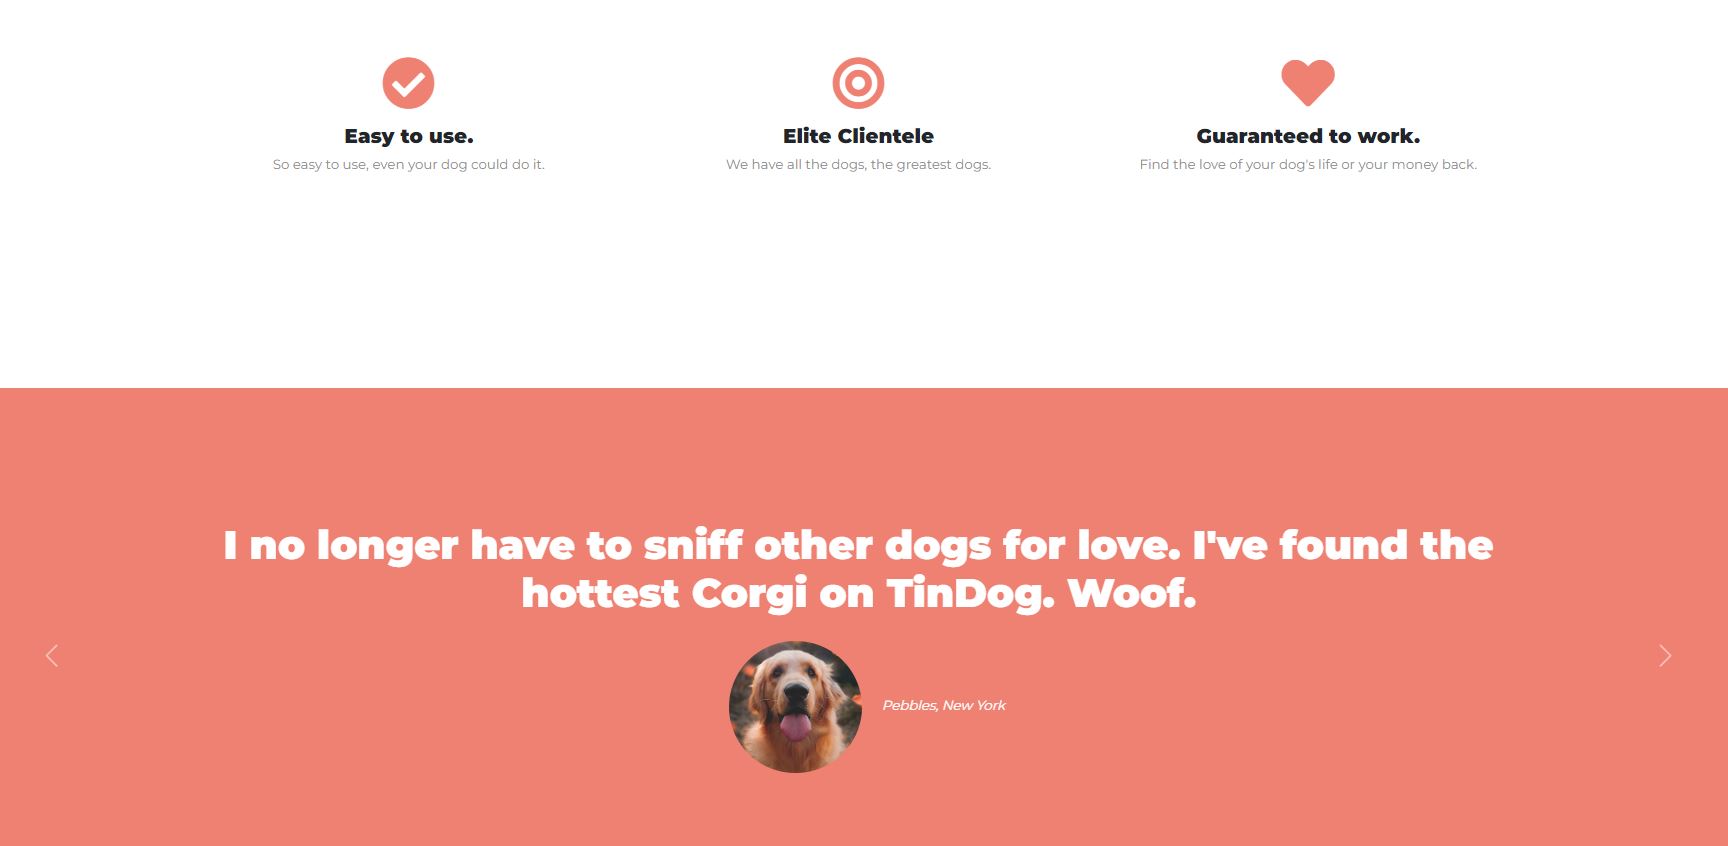 Easy to use.
So easy to use, even your dog could do it.
Elite Clientele
We have all the dogs, the greatest dogs.
Guaranteed to work.
Find the love of your dog's life or your money back.
I no longer have to sniff other dogs for love. I've found the
hottest Corgi on TinDog. Woof.
Pebbles, New York